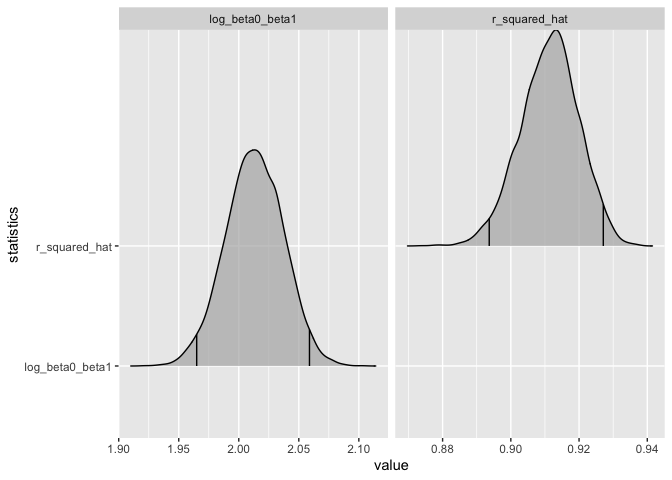 log_beta0_beta1
r_squared_hat
statistics
r_squared_hat
log_beta0_beta1
1.90 1.95 2.00 2.05 2.10
0.88 0.90 0.92 0.94
value